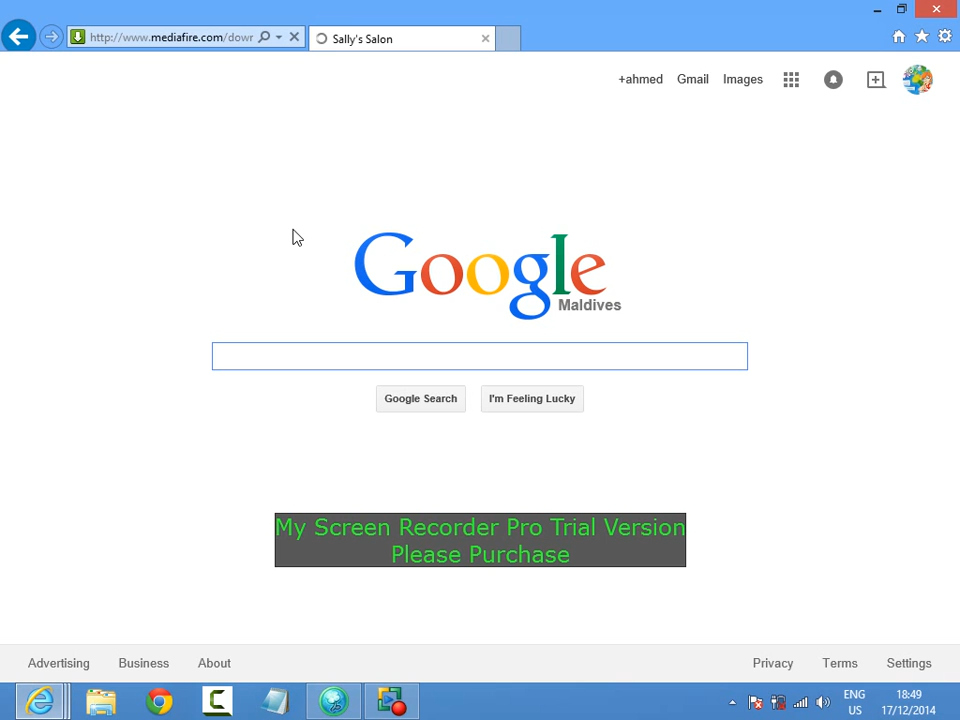 http://www.mediafire.com/dowr
Sally's Salon
+ahmed
Gmail
Images
Google
Maldives
Google Search
I'm Feeling Lucky
My Screen Recorder Pro Trial Version
Please Purchase
Advertising
Business
About
Privacy
Terms
Settings
ENG
US
18:49
17/12/2014